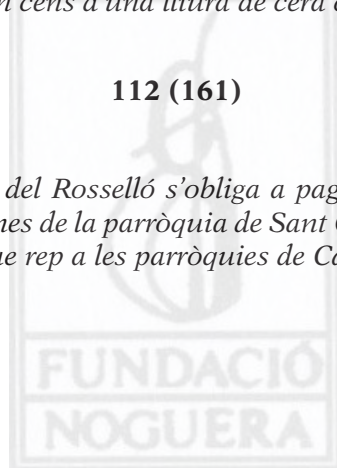 cens d'una lliura de cera
112 (161)
del Rosselló s'obliga a pag
nes de la parròquia de Sant
ue rep a les parròquies de Ca
FUNDACIÓ
NOGUERA